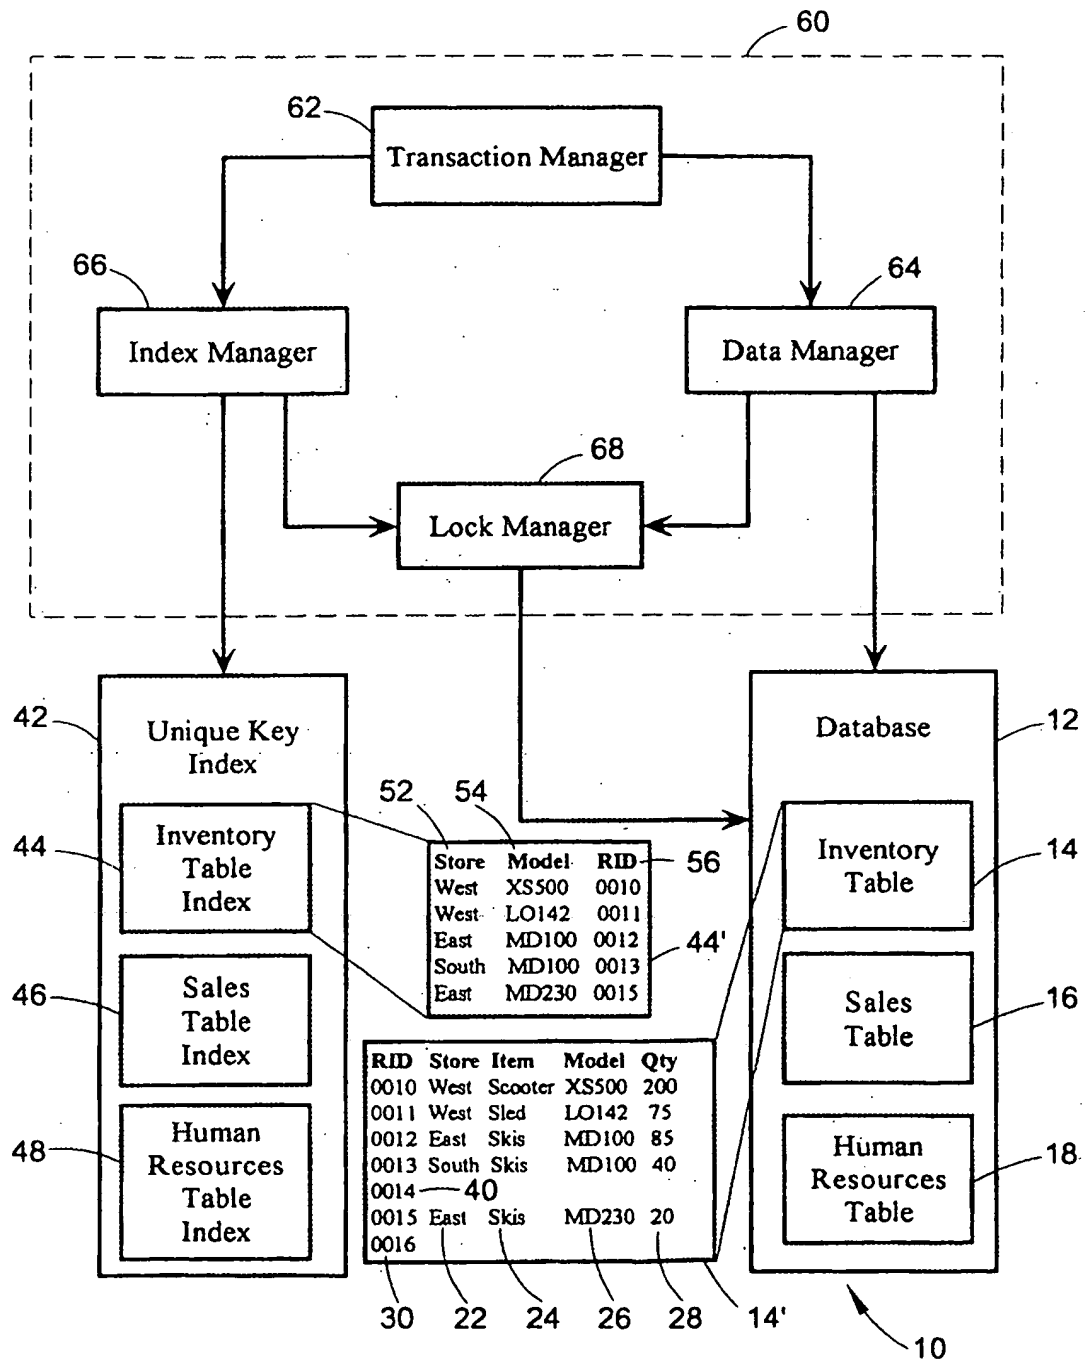 60
62
Transaction Manager
66
64
Index Manager
Data Manager
68
Lock Manager
42
Unique Key
Index
Database
12
52
54
44
Inventory
Table
Index
Store Model RID
56
West XS500 0010
West LO142 0011
East MD100 0012
South MD100 0013
East MD230 0015
44'
Inventory
Table
14
46
Sales
Table
Index
Sales
Table
16
RID Store Item Model Qty
0010 West Scooter XS500 200
0011 West Sled LO142 75
0012 East Skis MD100 85
0013 South Skis MD100 40
0014 40
0015 East Skis MD230 20
0016
48
Human
Resources
Table
Index
Human
Resources
Table
18
30 22 24 26 28 14'
10